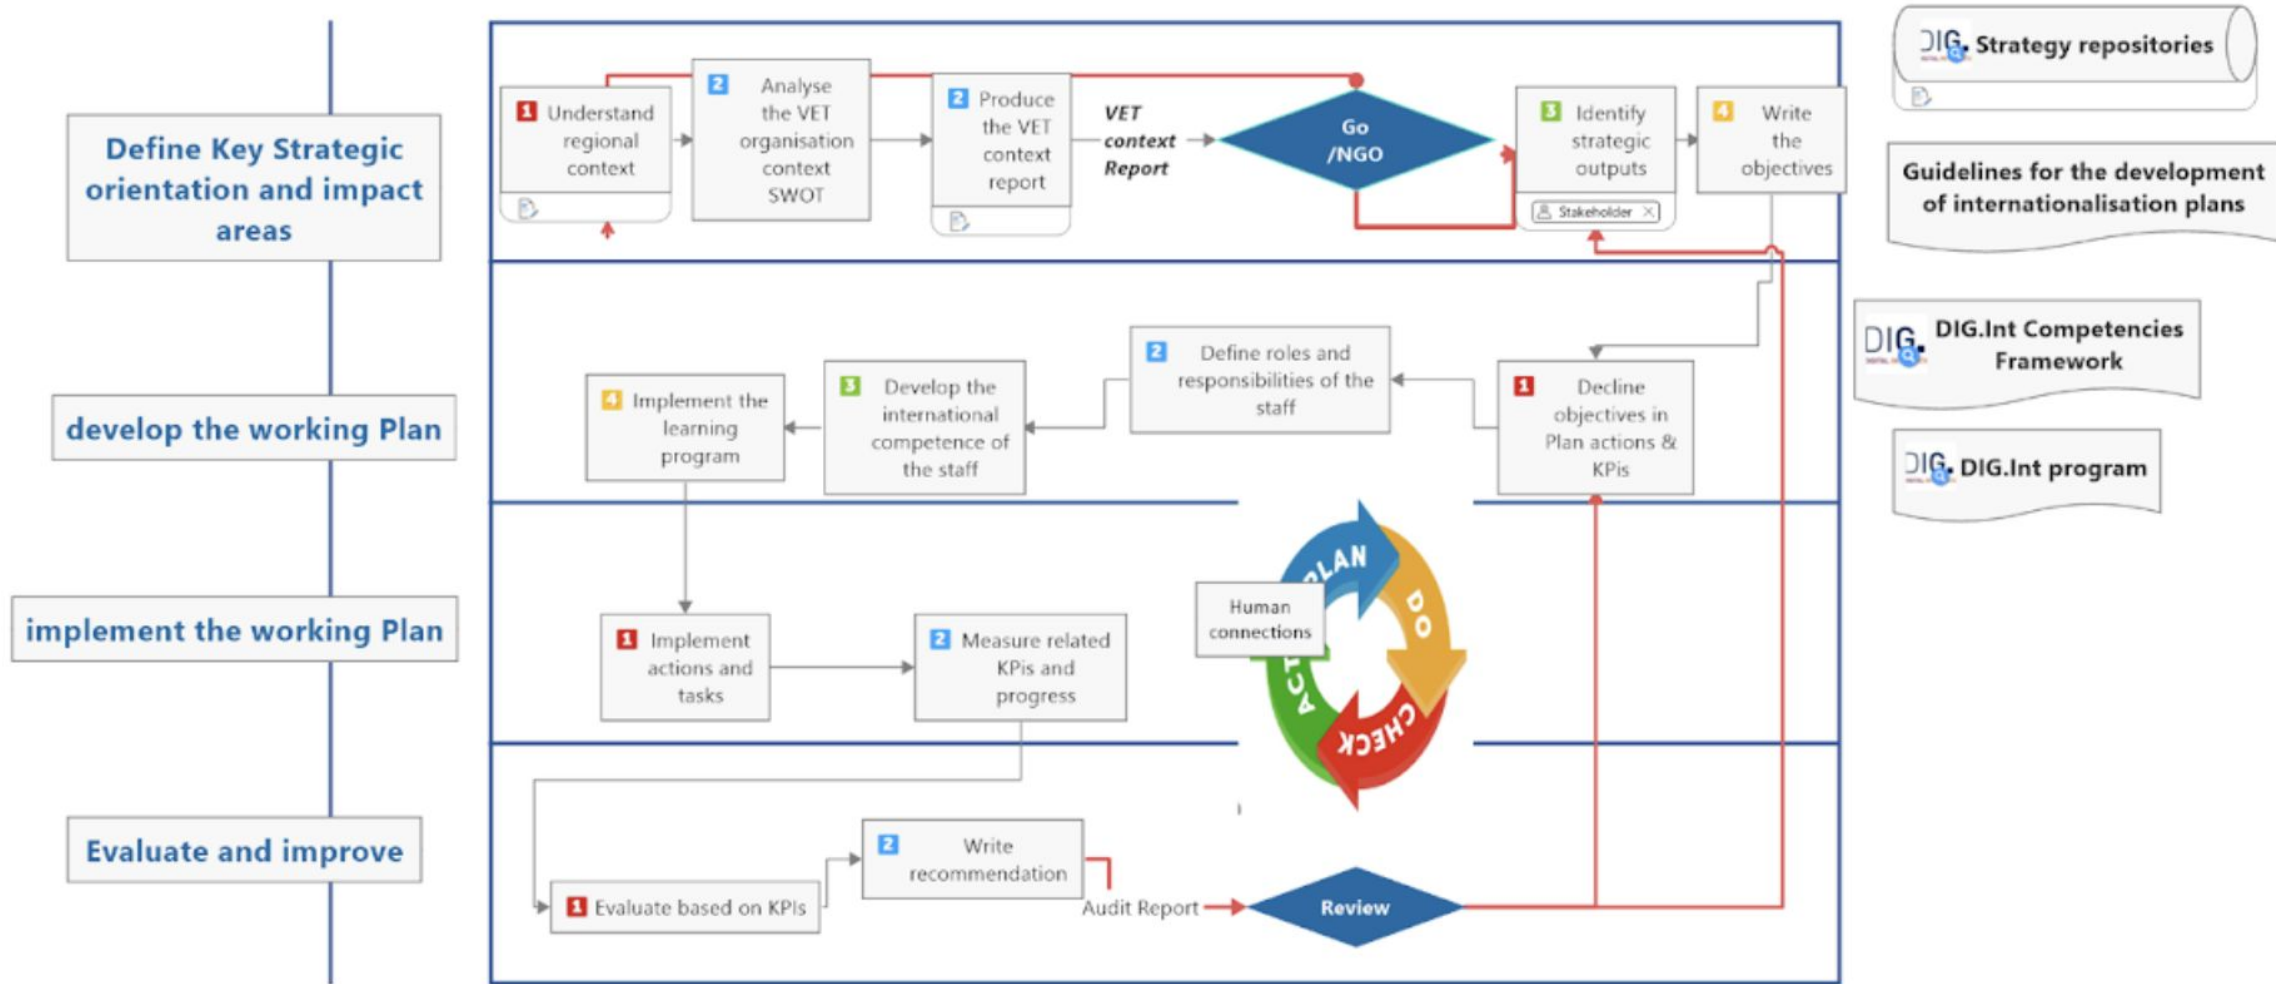 Define Key Strategic
orientation and impact
areas
1 Understand
regional
context
2 Analyse
the VET
organisation
context
SWOT
2 Produce
the VET
context
report
VET
context
Report
Go
/NGO
3 Identify
strategic
outputs
Stakeholder
4 Write
the
objectives
DIG. Strategy repositories
Guidelines for the development
of internationalisation plans
develop the working Plan
4 Implement the
learning
program
3 Develop the
international
competence of
the staff
2 Define roles and
responsibilities of the
staff
1 Decline
objectives in
Plan actions &
KPis
DIG. DIG.Int Competencies
Framework
DIG. DIG.Int program
implement the working Plan
1 Implement
actions and
tasks
2 Measure related
KPis and
progress
Human
connections
PLAN
DO
CHECK
ACT
Evaluate and improve
1 Evaluate based on KPIs
2 Write
recommendation
Audit Report
Review